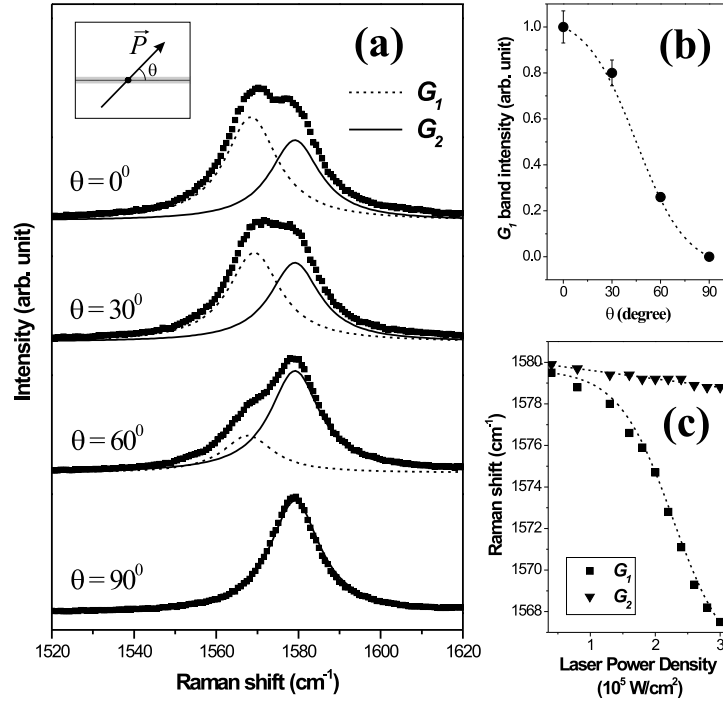 (a)
P
θ
G1
G2
θ = 0⁰
θ = 30⁰
θ = 60⁰
θ = 90⁰
Intensity (arb. unit)
1520 1540 1560 1580 1600 1620
Raman shift (cm⁻¹)
(b)
G1 band intensity (arb. unit)
1.0
0.8
0.6
0.4
0.2
0.0
0 30 60 90
θ (degree)
(c)
Raman shift (cm⁻¹)
1580
1578
1576
1574
1572
1570
1568
G1
G2
1 2 3
Laser Power Density
(10⁵ W/cm²)